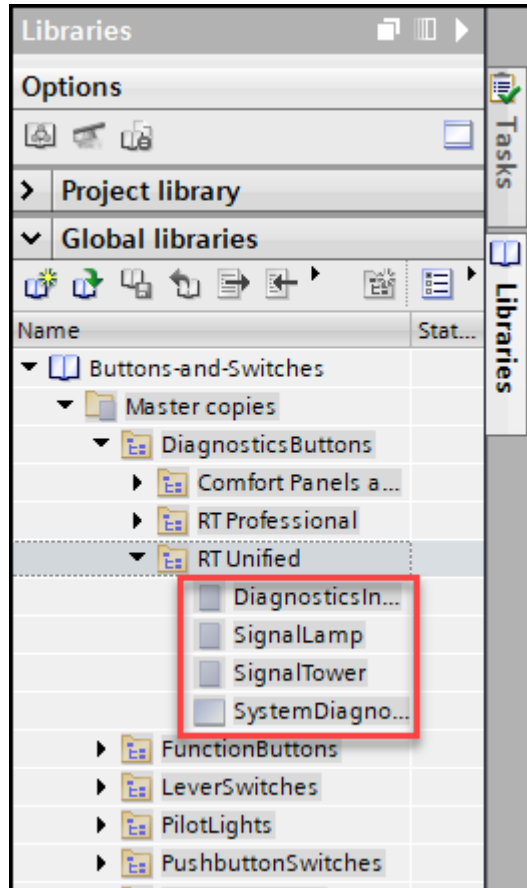 Libraries
Options
Project library
Global libraries
Name Stat...
Buttons-and-Switches
Master copies
DiagnosticsButtons
Comfort Panels a...
RT Professional
RT Unified
DiagnosticsIn...
SignalLamp
SignalTower
SystemDiagno...
FunctionButtons
LeverSwitches
PilotLights
PushbuttonSwitches
Tasks
Libraries